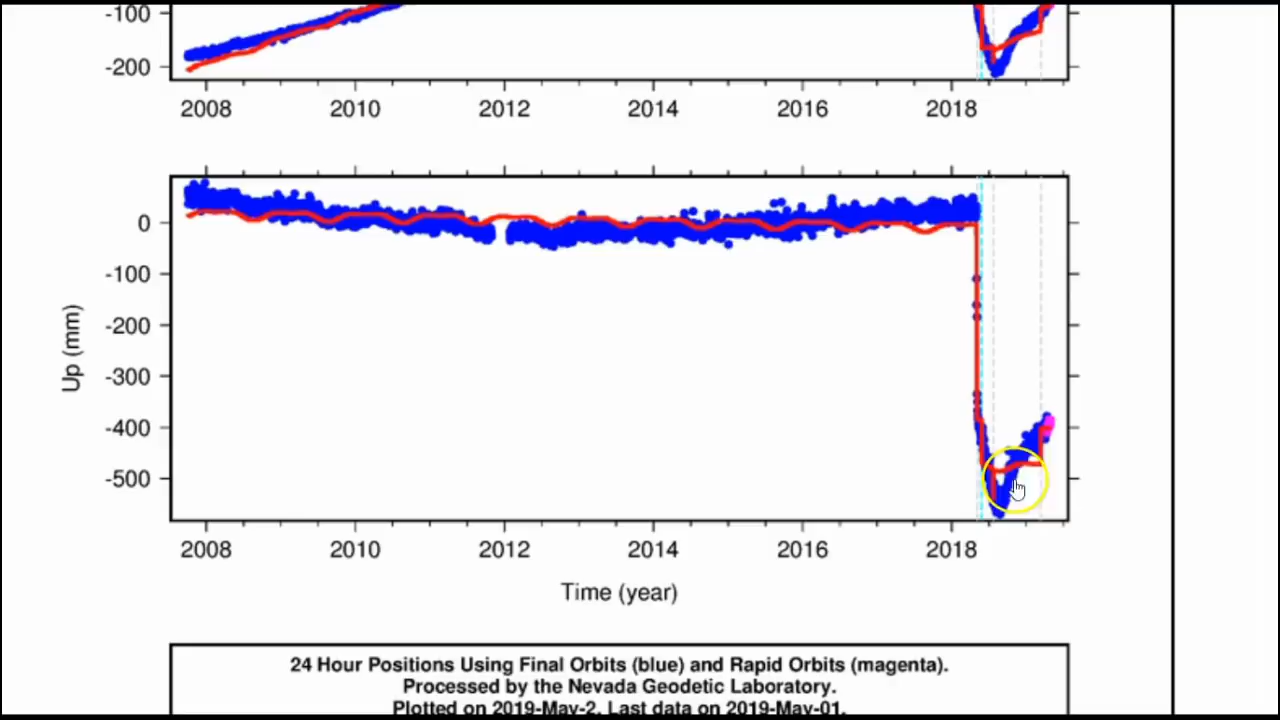 -100
-200
2008 2010 2012 2014 2016 2018
0
-100
-200
-300
-400
-500
Up (mm)
2008 2010 2012 2014 2016 2018
Time (year)
24 Hour Positions Using Final Orbits (blue) and Rapid Orbits (magenta).
Processed by the Nevada Geodetic Laboratory.
Plotted on 2019-May-2. Last data on 2019-May-01.